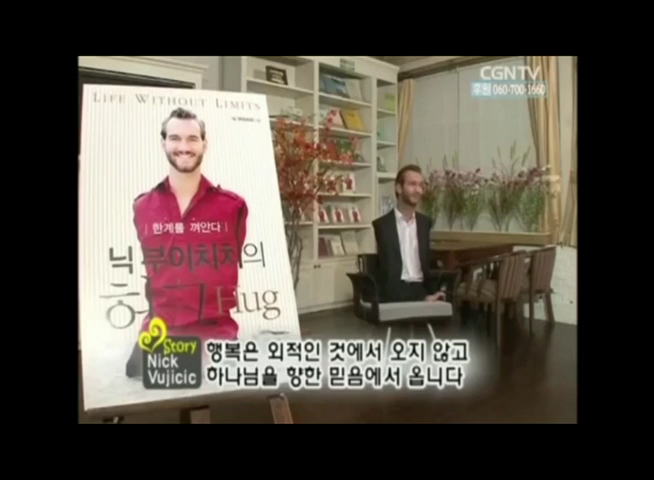 CGNTV
후원 060-700-1660
LIFE WITHOUT LIMITS
한계를 껴안다
닉 부이치치의
허그 Hug
Story
Nick
Vujicic
행복은 외적인 것에서 오지 않고
하나님을 향한 믿음에서 옵니다